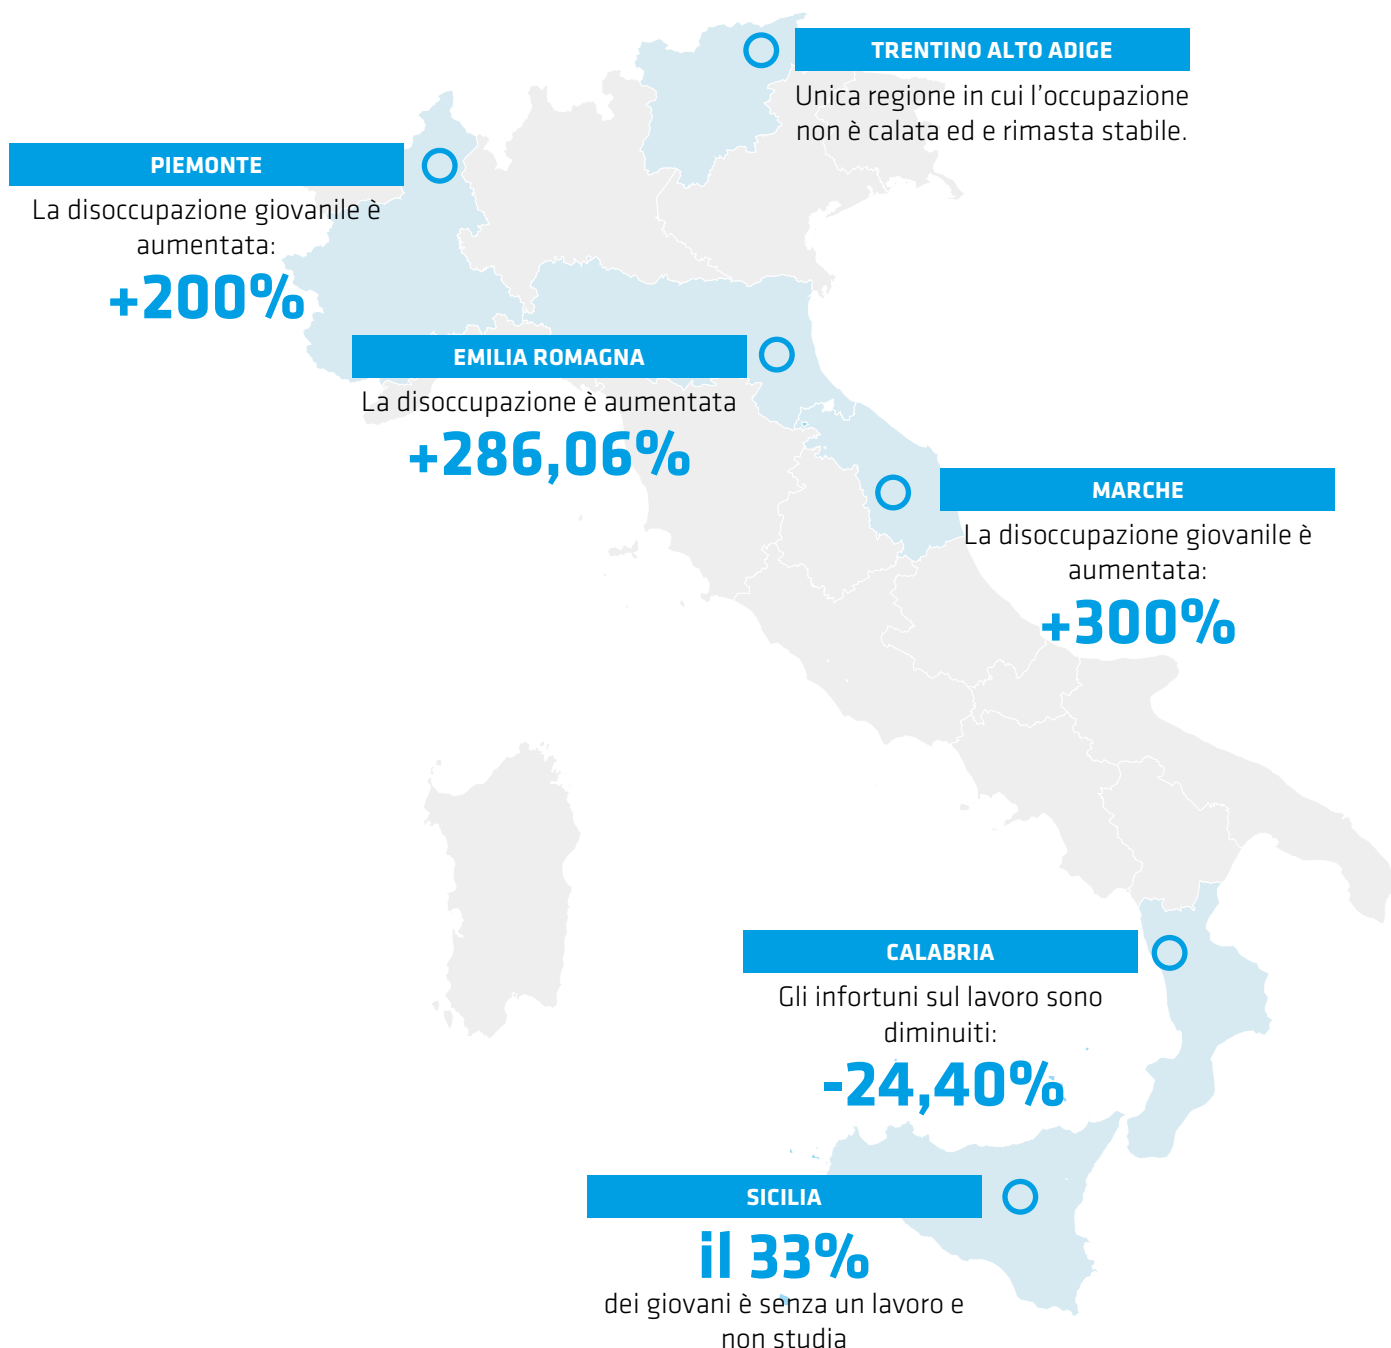 TRENTINO ALTO ADIGE
Unica regione in cui l'occupazione
non è calata ed e rimasta stabile.
PIEMONTE
La disoccupazione giovanile è
aumentata:
+200%
EMILIA ROMAGNA
La disoccupazione è aumentata
+286,06%
MARCHE
La disoccupazione giovanile è
aumentata:
+300%
CALABRIA
Gli infortuni sul lavoro sono
diminuiti:
-24,40%
SICILIA
il 33%
dei giovani è senza un lavoro e
non studia